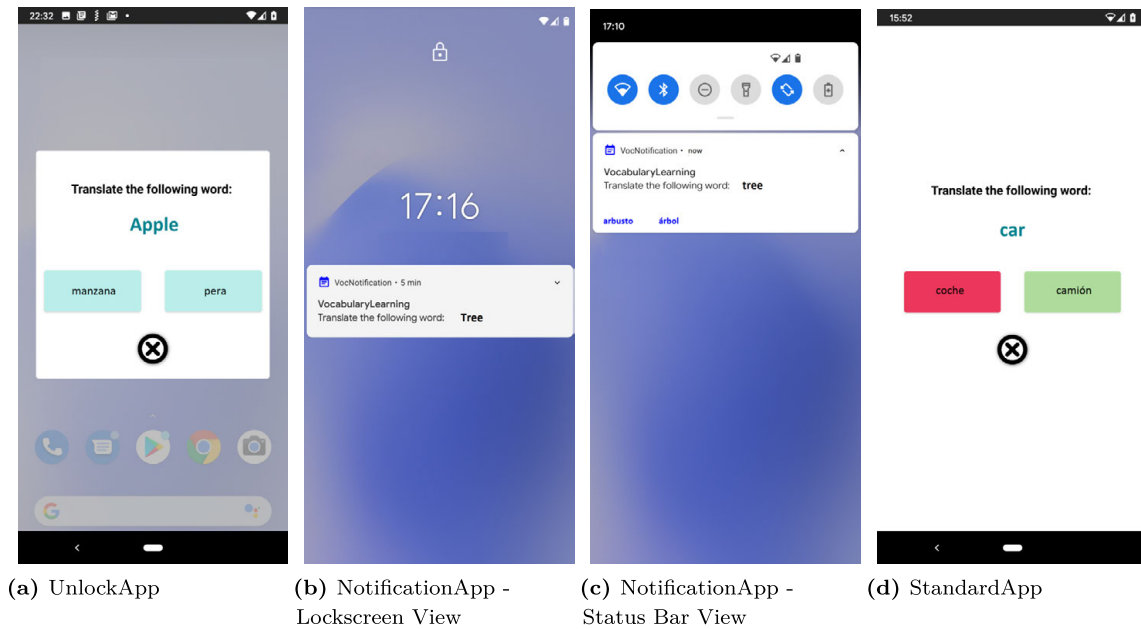 22:32
Translate the following word:
Apple
manzana pera
G
(a) UnlockApp
17:16
VocNotification • 5 min
VocabularyLearning
Translate the following word: Tree
(b) NotificationApp -
Lockscreen View
17:10
VocNotification • now
VocabularyLearning
Translate the following word: tree
arbusto árbol
(c) NotificationApp -
Status Bar View
15:52
Translate the following word:
car
coche camión
(d) StandardApp